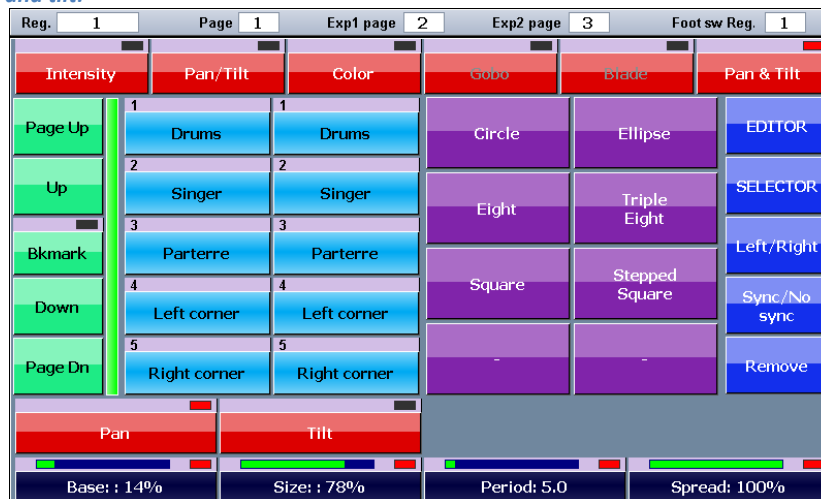 and tilt.
Reg. 1 Page 1 Exp1 page 2 Exp2 page 3 Foot sw Reg. 1
Intensity Pan/Tilt Color Gobo Blade Pan & Tilt
Page Up
Up
Bkmark
Down
Page Dn
1 Drums
2 Singer
3 Parterre
4 Left corner
5 Right corner
1 Drums
2 Singer
3 Parterre
4 Left corner
5 Right corner
Circle Ellipse
Eight Triple
Eight
Square Stepped
Square
- -
EDITOR
SELECTOR
Left/Right
Sync/No
sync
Remove
Pan Tilt
Base: : 14% Size: : 78% Period: 5.0 Spread: 100%